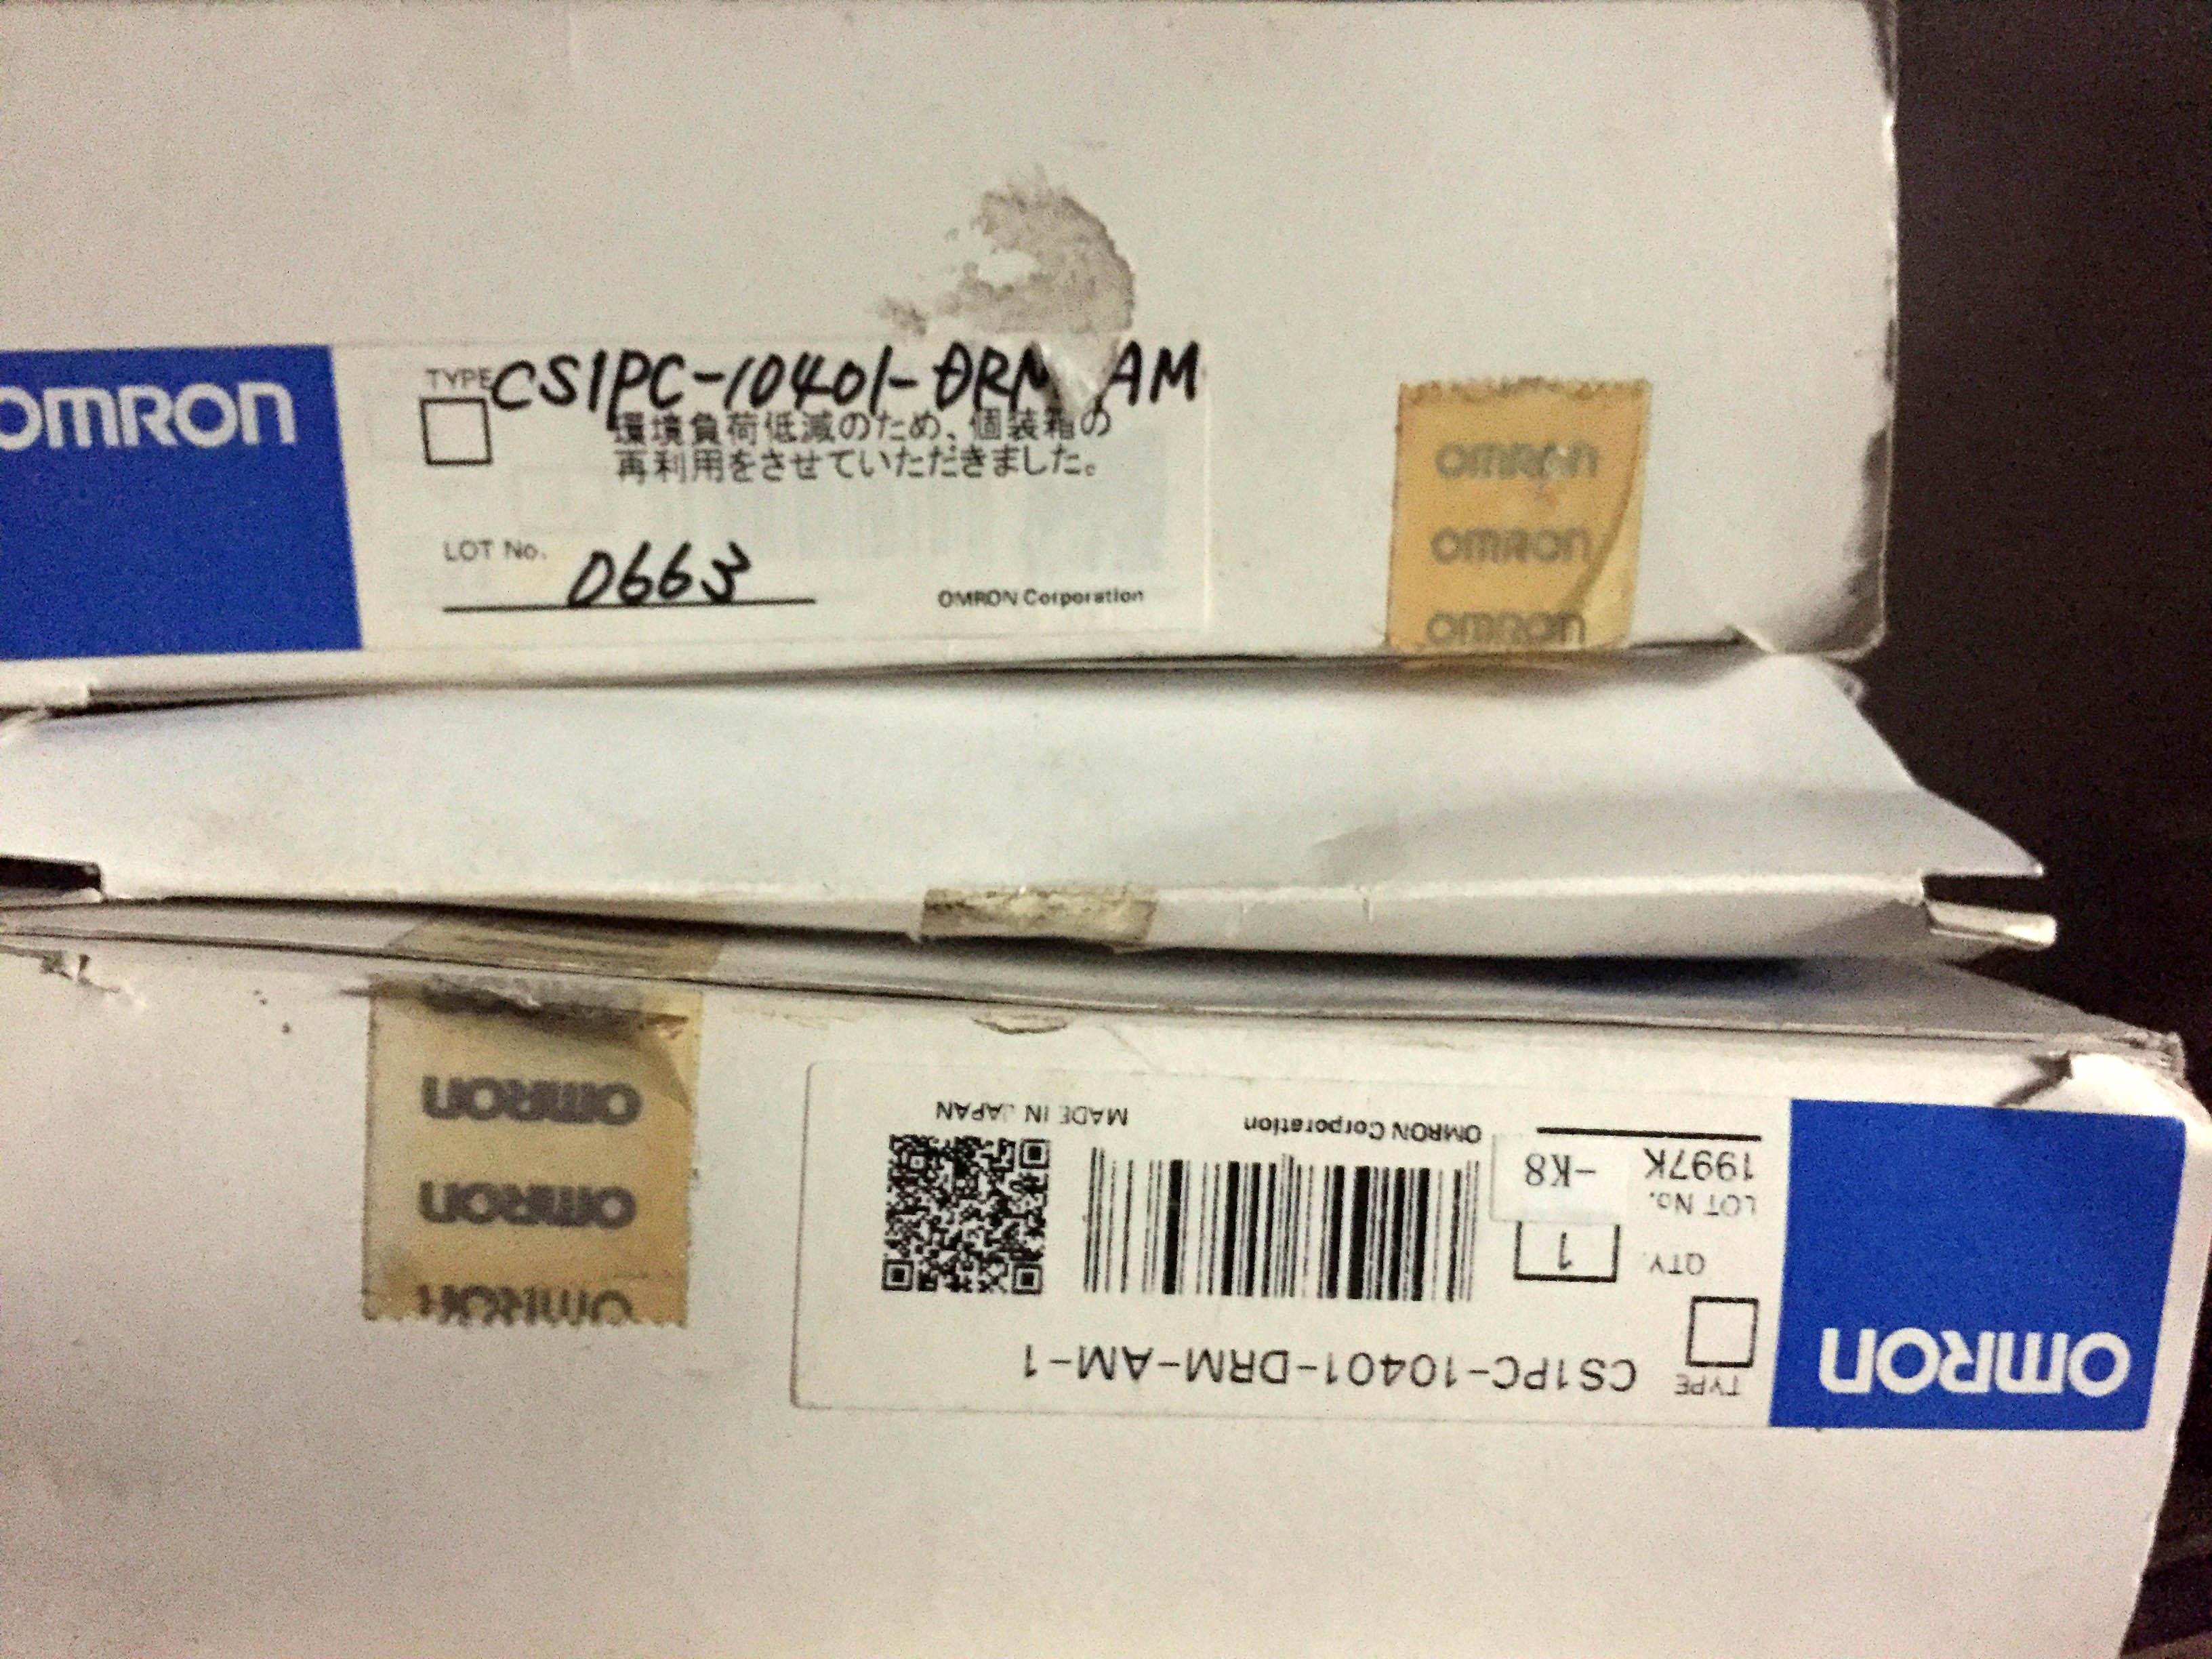 OMRON
TYPE CS1PC-10401-DRM AM
環境負荷低減のため、個装箱の
再利用をさせていただきました。
LOT No. 0663
OMRON Corporation
OMRON
OMRON
OMRON
OMRON
TYPE CS1PC-10401-DRM-AM-1
QTY. 1
LOT No.
1997K -K8
OMRON Corporation MADE IN JAPAN
OMRON
OMRON
OMRON